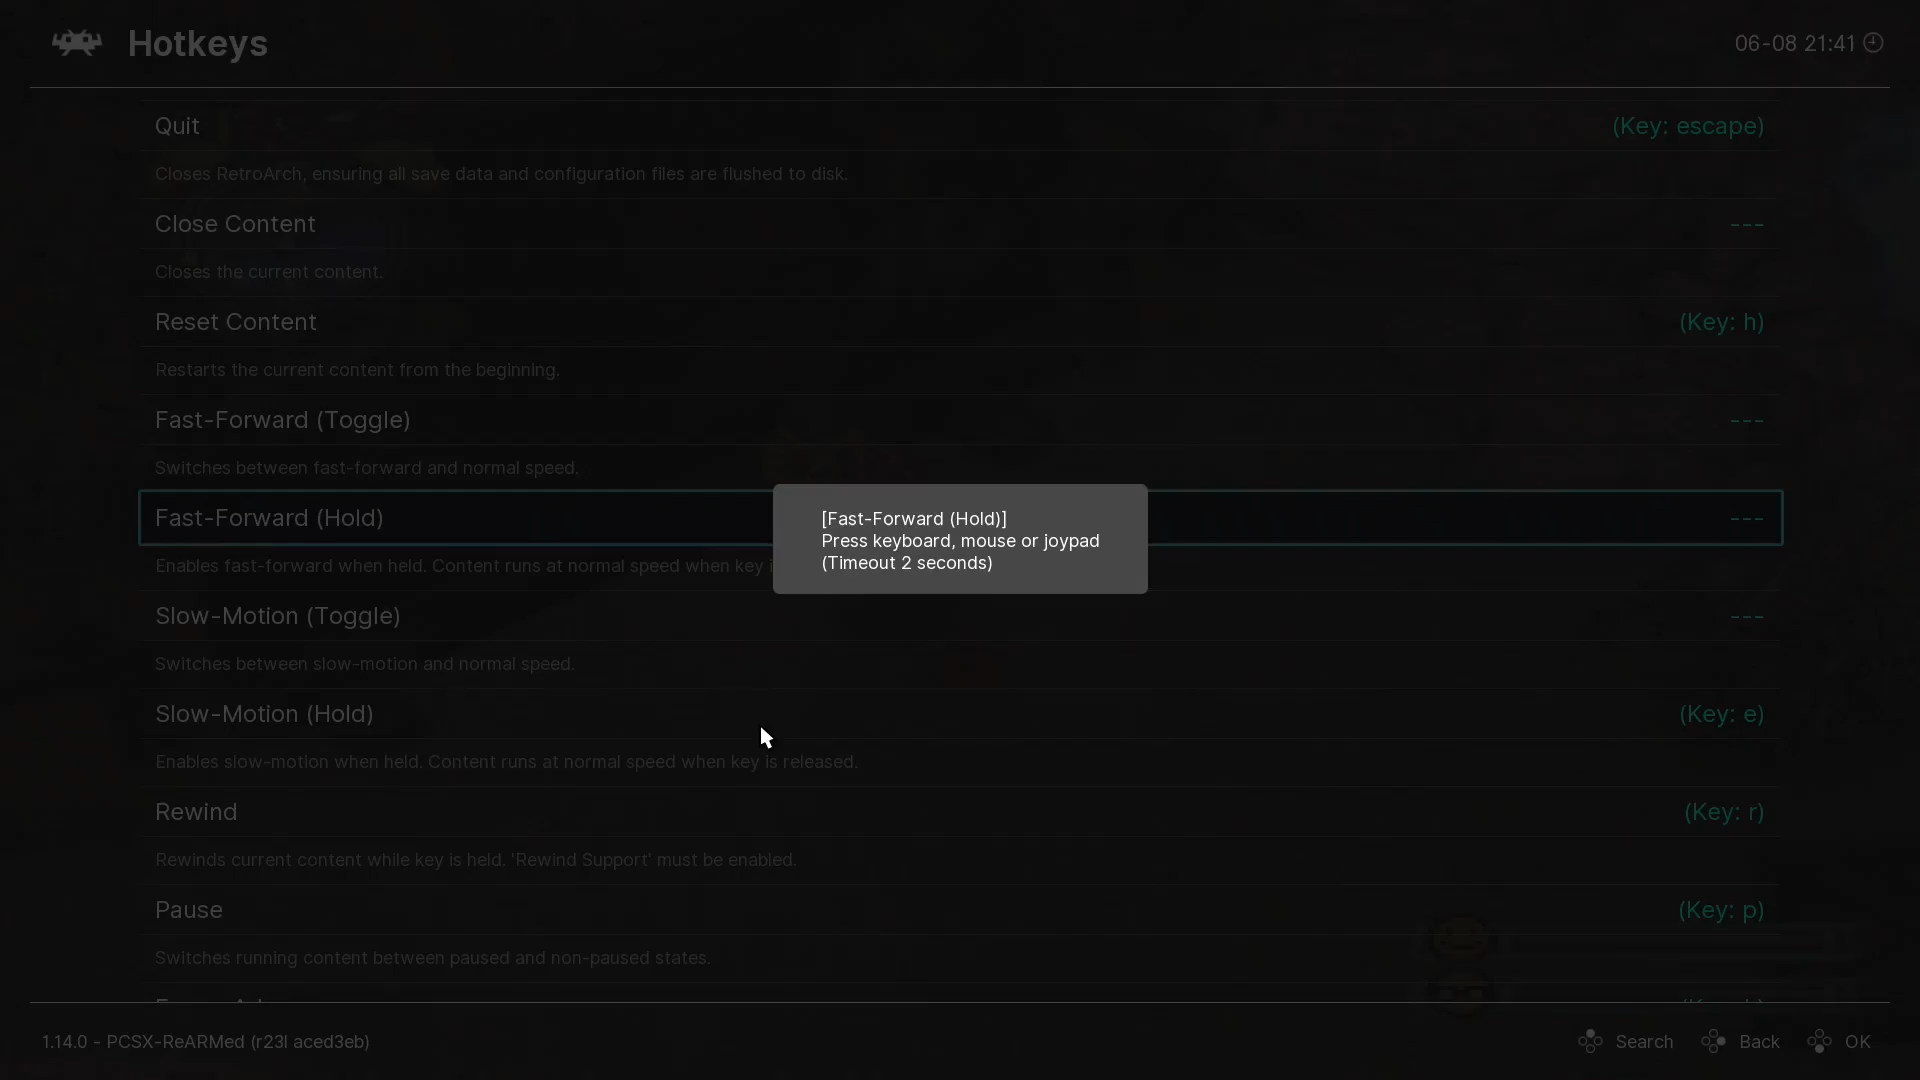 Hotkeys
06-08 21:41
Quit
(Key: escape)
Closes RetroArch, ensuring all save data and configuration files are flushed to disk.
Close Content
---
Closes the current content.
Reset Content
(Key: h)
Restarts the current content from the beginning.
Fast-Forward (Toggle)
---
Switches between fast-forward and normal speed.
Fast-Forward (Hold)
---
[Fast-Forward (Hold)]
Press keyboard, mouse or joypad
(Timeout 2 seconds)
Enables fast-forward when held. Content runs at normal speed when key
Slow-Motion (Toggle)
---
Switches between slow-motion and normal speed.
Slow-Motion (Hold)
(Key: e)
Enables slow-motion when held. Content runs at normal speed when key is released.
Rewind
(Key: r)
Rewinds current content while key is held. 'Rewind Support' must be enabled.
Pause
(Key: p)
Switches running content between paused and non-paused states.
1.14.0 - PCSX-ReARMed (r23l aced3eb)
Search
Back
OK